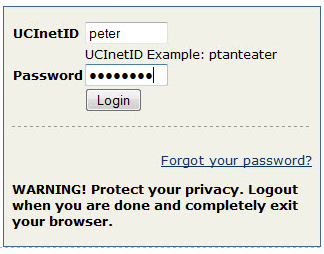 UCInetID peter
UCInetID Example: ptanteater
Password ●●●●●●●●
Login
Forgot your password?
WARNING! Protect your privacy. Logout
when you are done and completely exit
your browser.